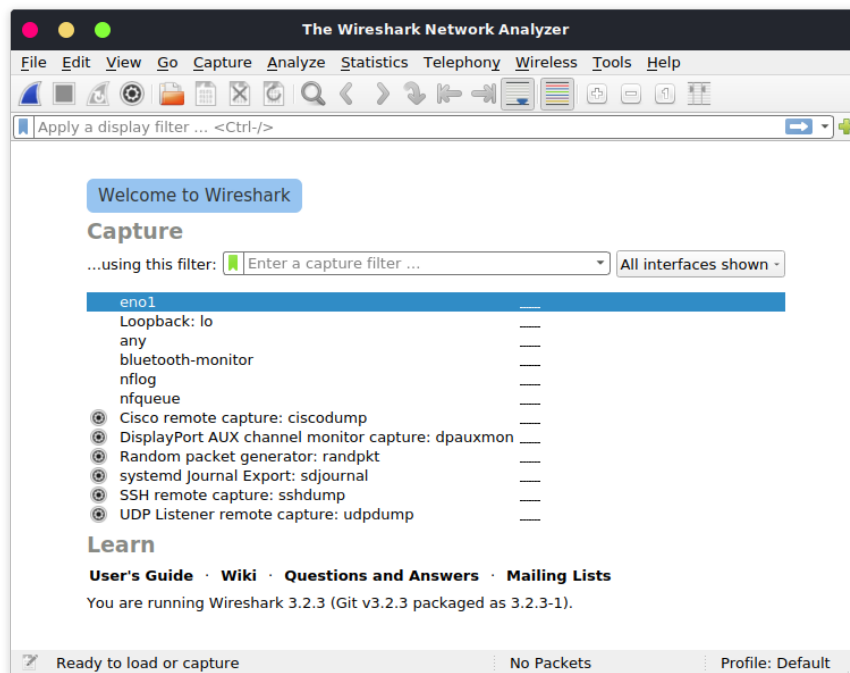 The Wireshark Network Analyzer
File Edit View Go Capture Analyze Statistics Telephony Wireless Tools Help
Apply a display filter ... <Ctrl-/>
Welcome to Wireshark
Capture
...using this filter: Enter a capture filter ... All interfaces shown
eno1
Loopback: lo
any
bluetooth-monitor
nflog
nfqueue
Cisco remote capture: ciscodump
DisplayPort AUX channel monitor capture: dpauxmon
Random packet generator: randpkt
systemd Journal Export: sdjournal
SSH remote capture: sshdump
UDP Listener remote capture: udpdump
Learn
User's Guide · Wiki · Questions and Answers · Mailing Lists
You are running Wireshark 3.2.3 (Git v3.2.3 packaged as 3.2.3-1).
Ready to load or capture No Packets Profile: Default